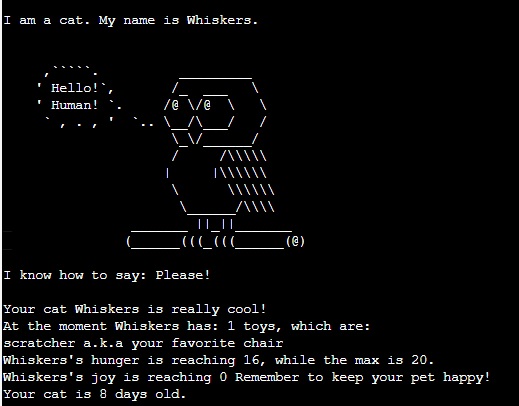 I am a cat. My name is Whiskers.
Hello!
Human!
I know how to say: Please!
Your cat Whiskers is really cool!
At the moment Whiskers has: 1 toys, which are:
scratcher a.k.a your favorite chair
Whiskers's hunger is reaching 16, while the max is 20.
Whiskers's joy is reaching 0 Remember to keep your pet happy!
Your cat is 8 days old.